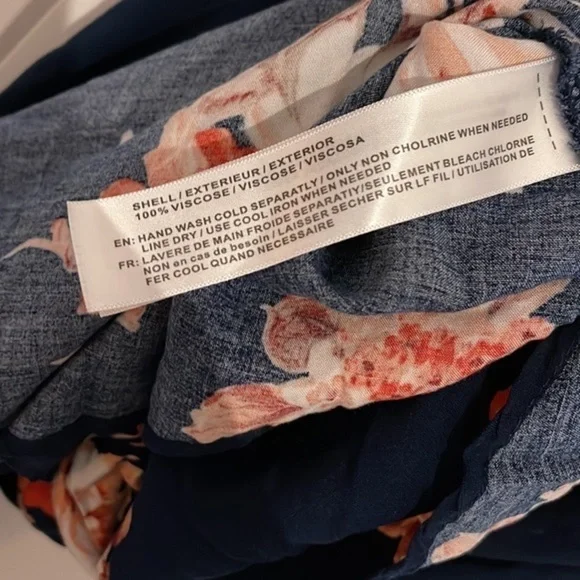 SHELL / EXTERIEUR / EXTERIOR
100% VISCOSE / VISCOSE / VISCOSA
EN: HAND WASH COLD SEPARATLY / ONLY NON CHOLRINE WHEN NEEDED
LINE DRY / USE COOL IRON WHEN NEEDED
FR: LAVERE DE MAIN FROIDE SEPARATIY/SEULEMENT BLEACH CHLORNE
NON en cas de besoin / LAISSER SECHER SUR LF FIL / UTILISATION DE
FER COOL QUAND NECESSAIRE